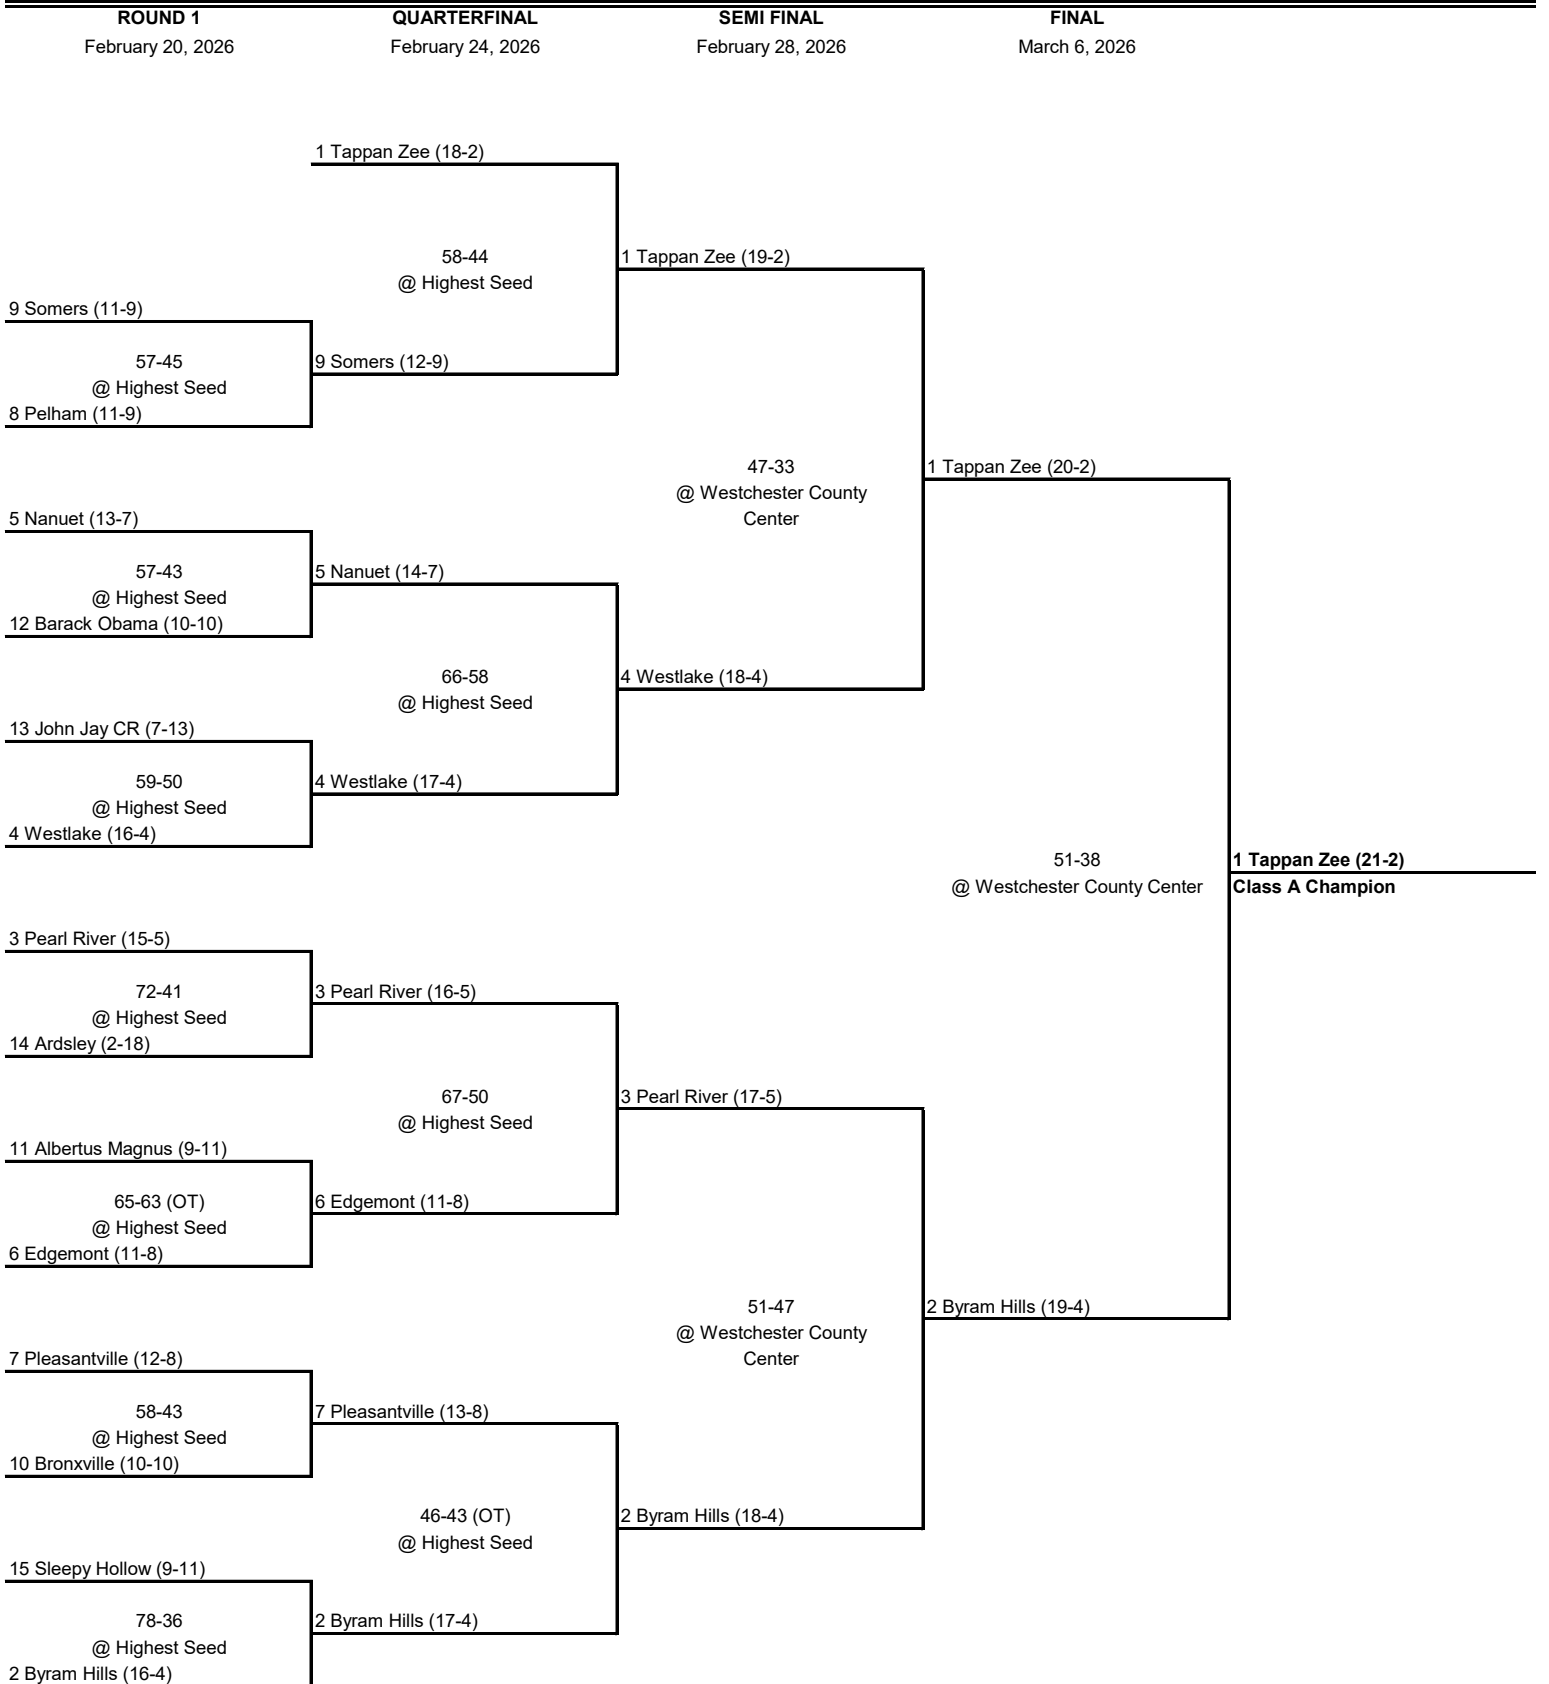 ROUND 1
QUARTERFINAL
SEMI FINAL
FINAL
February 20, 2026
February 24, 2026
February 28, 2026
March 6, 2026
1 Tappan Zee (18-2)
58-44
@ Highest Seed
1 Tappan Zee (19-2)
9 Somers (11-9)
57-45
@ Highest Seed
9 Somers (12-9)
8 Pelham (11-9)
47-33
@ Westchester County
Center
1 Tappan Zee (20-2)
5 Nanuet (13-7)
57-43
@ Highest Seed
5 Nanuet (14-7)
12 Barack Obama (10-10)
66-58
@ Highest Seed
4 Westlake (18-4)
13 John Jay CR (7-13)
59-50
@ Highest Seed
4 Westlake (17-4)
4 Westlake (16-4)
51-38
@ Westchester County Center
1 Tappan Zee (21-2)
Class A Champion
3 Pearl River (15-5)
72-41
@ Highest Seed
3 Pearl River (16-5)
14 Ardsley (2-18)
67-50
@ Highest Seed
3 Pearl River (17-5)
11 Albertus Magnus (9-11)
65-63 (OT)
@ Highest Seed
6 Edgemont (11-8)
6 Edgemont (11-8)
51-47
@ Westchester County
Center
2 Byram Hills (19-4)
7 Pleasantville (12-8)
58-43
@ Highest Seed
7 Pleasantville (13-8)
10 Bronxville (10-10)
46-43 (OT)
@ Highest Seed
2 Byram Hills (18-4)
15 Sleepy Hollow (9-11)
78-36
@ Highest Seed
2 Byram Hills (17-4)
2 Byram Hills (16-4)